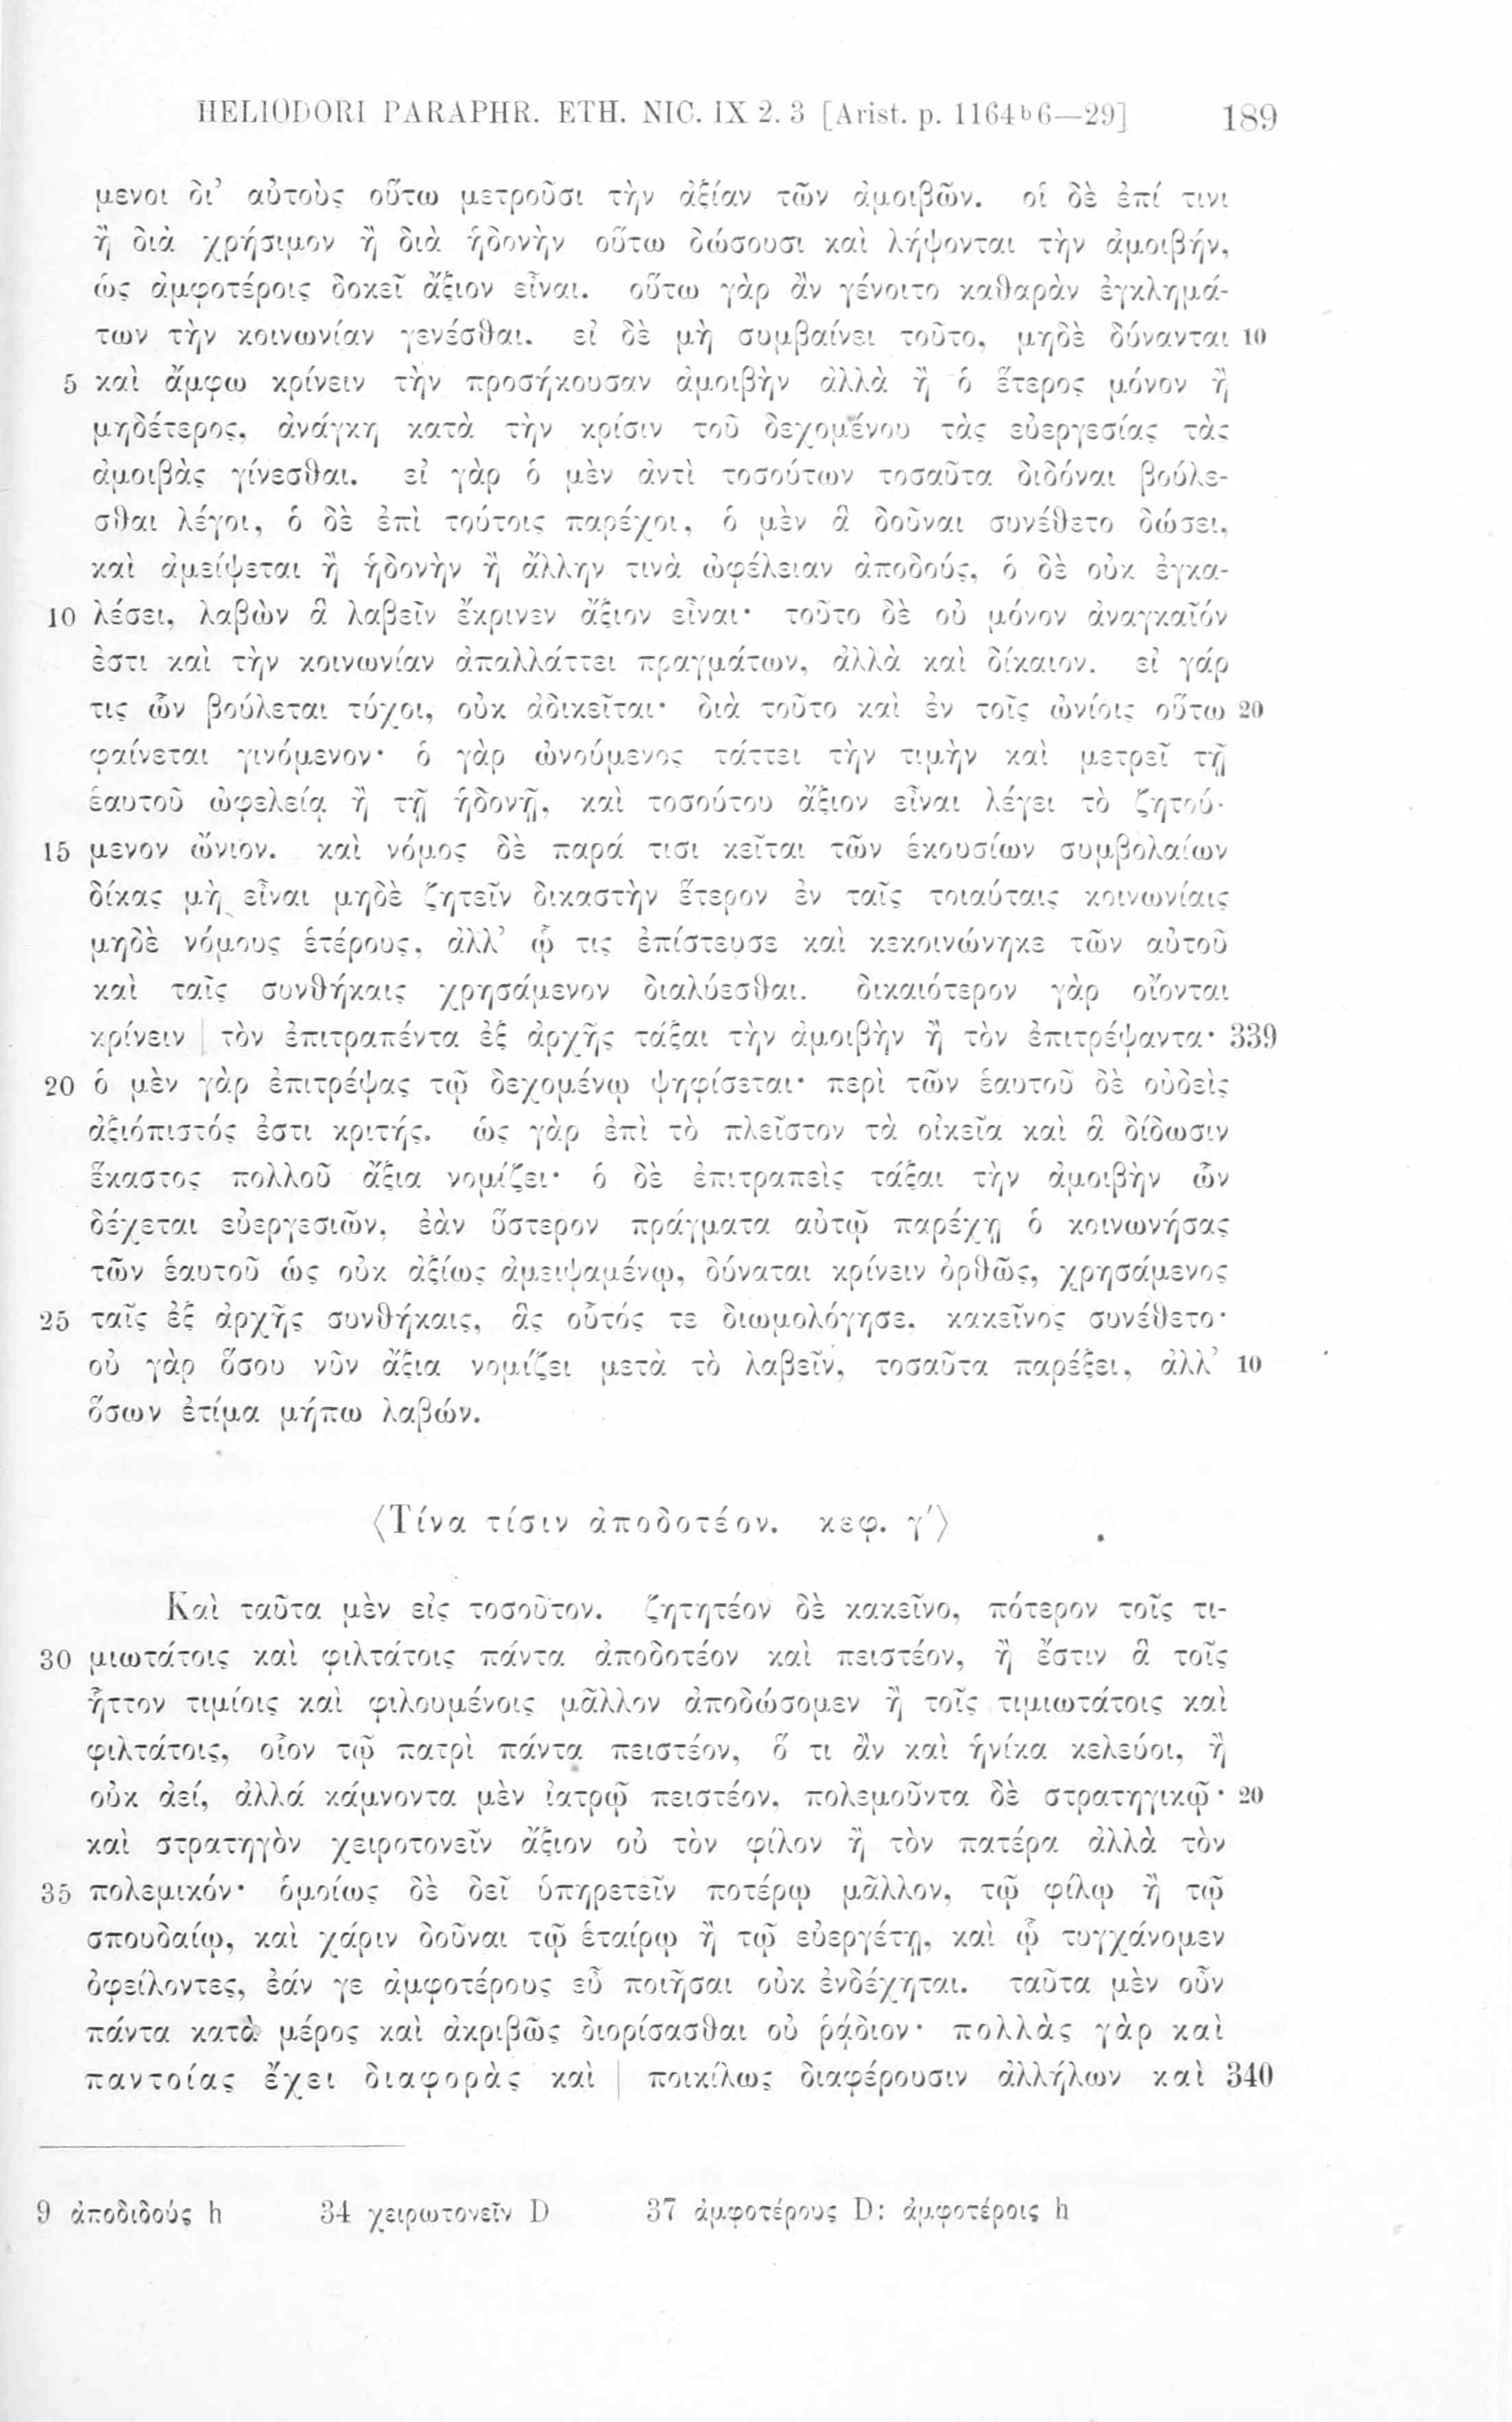 HELIODORI PARAPHR. ETH. NIC. IX 2. 3 [Arist. p. 1164ᵇ6—29] 189
μενοι δι’ αὐτοὺς οὕτω μετροῦσι τὴν ἀξίαν τῶν ἀμοιβῶν. οἱ δὲ ἐπί τινι
ἢ διὰ χρήσιμον ἢ διὰ ἡδονὴν οὕτω δώσουσι καὶ λήψονται τὴν ἀμοιβήν,
ὡς ἀμφοτέροις δοκεῖ ἄξιον εἶναι. οὕτω γὰρ ἂν γένοιτο καθαρὰν ἐγκλημά-
των τὴν κοινωνίαν γενέσθαι. εἰ δὲ μὴ συμβαίνει τοῦτο, μηδὲ δύνανται 10
5 καὶ ἄμφω κρίνειν τὴν προσήκουσαν ἀμοιβὴν ἀλλὰ ἢ ὁ ἕτερος μόνον ἢ
μηδέτερος, ἀνάγκη κατὰ τὴν κρίσιν τοῦ δεχομένου τὰς εὐεργεσίας τὰς
ἀμοιβὰς γίνεσθαι. εἰ γὰρ ὁ μὲν ἀντὶ τοσούτων τοσαῦτα διδόναι βούλε-
σθαι λέγοι, ὁ δὲ ἐπὶ τούτοις παρέχοι, ὁ μὲν ἃ δοῦναι συνέθετο δώσει,
καὶ ἀμείψεται ἢ ἡδονὴν ἢ ἄλλην τινὰ ὠφέλειαν ἀποδούς, ὁ δὲ οὐκ ἐγκα-
10 λέσει, λαβὼν ἃ λαβεῖν ἔκρινεν ἄξιον εἶναι· τοῦτο δὲ οὐ μόνον ἀναγκαῖόν
ἐστι καὶ τὴν κοινωνίαν ἀπαλλάττει πραγμάτων, ἀλλὰ καὶ δίκαιον. εἰ γάρ
τις ὧν βούλεται τύχοι, οὐκ ἀδικεῖται· διὰ τοῦτο καὶ ἐν τοῖς ὠνίοις οὕτω 20
φαίνεται γινόμενον· ὁ γὰρ ὠνούμενος τάττει τὴν τιμὴν καὶ μετρεῖ τῇ
ἑαυτοῦ ὠφελείᾳ ἢ τῇ ἡδονῇ, καὶ τοσούτου ἄξιον εἶναι λέγει τὸ ζητού-
15 μενον ὤνιον. καὶ νόμος δὲ παρά τισι κεῖται τῶν ἑκουσίων συμβολαίων
δίκας μὴ εἶναι μηδὲ ζητεῖν δικαστὴν ἕτερον ἐν ταῖς τοιαύταις κοινωνίαις
μηδὲ νόμους ἑτέρους, ἀλλ’ ᾧ τις ἐπίστευσε καὶ κεκοινώνηκε τῶν αὑτοῦ
καὶ ταῖς συνθήκαις χρησάμενον διαλύεσθαι. δικαιότερον γὰρ οἴονται
κρίνειν | τὸν ἐπιτραπέντα ἐξ ἀρχῆς τάξαι τὴν ἀμοιβὴν ἢ τὸν ἐπιτρέψαντα· 339
20 ὁ μὲν γὰρ ἐπιτρέψας τῷ δεχομένῳ ψηφίσεται· περὶ τῶν ἑαυτοῦ δὲ οὐδεὶς
ἀξιόπιστός ἐστι κριτής. ὡς γὰρ ἐπὶ τὸ πλεῖστον τὰ οἰκεῖα καὶ ἃ δίδωσιν
ἕκαστος πολλοῦ ἄξια νομίζει· ὁ δὲ ἐπιτραπεὶς τάξαι τὴν ἀμοιβὴν ὧν
δέχεται εὐεργεσιῶν, ἐὰν ὕστερον πράγματα αὐτῷ παρέχῃ ὁ κοινωνήσας
τῶν ἑαυτοῦ ὡς οὐκ ἀξίως ἀμειψαμένῳ, δύναται κρίνειν ὀρθῶς, χρησάμενος
25 ταῖς ἐξ ἀρχῆς συνθήκαις, ἃς οὗτός τε διωμολόγησε, κακεῖνος συνέθετο·
οὐ γὰρ ὅσου νῦν ἄξια νομίζει μετὰ τὸ λαβεῖν, τοσαῦτα παρέξει, ἀλλ’ 10
ὅσων ἐτίμα μήπω λαβών.
⟨Τίνα τίσιν ἀποδοτέον. κεφ. γ′⟩
Καὶ ταῦτα μὲν εἰς τοσοῦτον. ζητητέον δὲ κακεῖνο, πότερον τοῖς τι-
30 μιωτάτοις καὶ φιλτάτοις πάντα ἀποδοτέον καὶ πειστέον, ἢ ἔστιν ἃ τοῖς
ἧττον τιμίοις καὶ φιλουμένοις μᾶλλον ἀποδώσομεν ἢ τοῖς τιμιωτάτοις καὶ
φιλτάτοις, οἷον τῷ πατρὶ πάντα πειστέον, ὅ τι ἂν καὶ ἡνίκα κελεύοι, ἢ
οὐκ ἀεί, ἀλλά κάμνοντα μὲν ἰατρῷ πειστέον, πολεμοῦντα δὲ στρατηγικῷ· 20
καὶ στρατηγὸν χειροτονεῖν ἄξιον οὐ τὸν φίλον ἢ τὸν πατέρα ἀλλὰ τὸν
35 πολεμικόν· ὁμοίως δὲ δεῖ ὑπηρετεῖν ποτέρῳ μᾶλλον, τῷ φίλῳ ἢ τῷ
σπουδαίῳ, καὶ χάριν δοῦναι τῷ ἑταίρῳ ἢ τῷ εὐεργέτῃ, καὶ ᾧ τυγχάνομεν
ὀφείλοντες, ἐάν γε ἀμφοτέρους εὖ ποιῆσαι οὐκ ἐνδέχηται. ταῦτα μὲν οὖν
πάντα κατὰ μέρος καὶ ἀκριβῶς διορίσασθαι οὐ ῥᾴδιον· πολλὰς γὰρ καὶ
παντοίας ἔχει διαφορὰς καὶ | ποικίλως διαφέρουσιν ἀλλήλων καὶ 340
9 ἀποδιδούς h 34 χειρωτονεῖν D 37 ἀμφοτέρους D: ἀμφοτέροις h